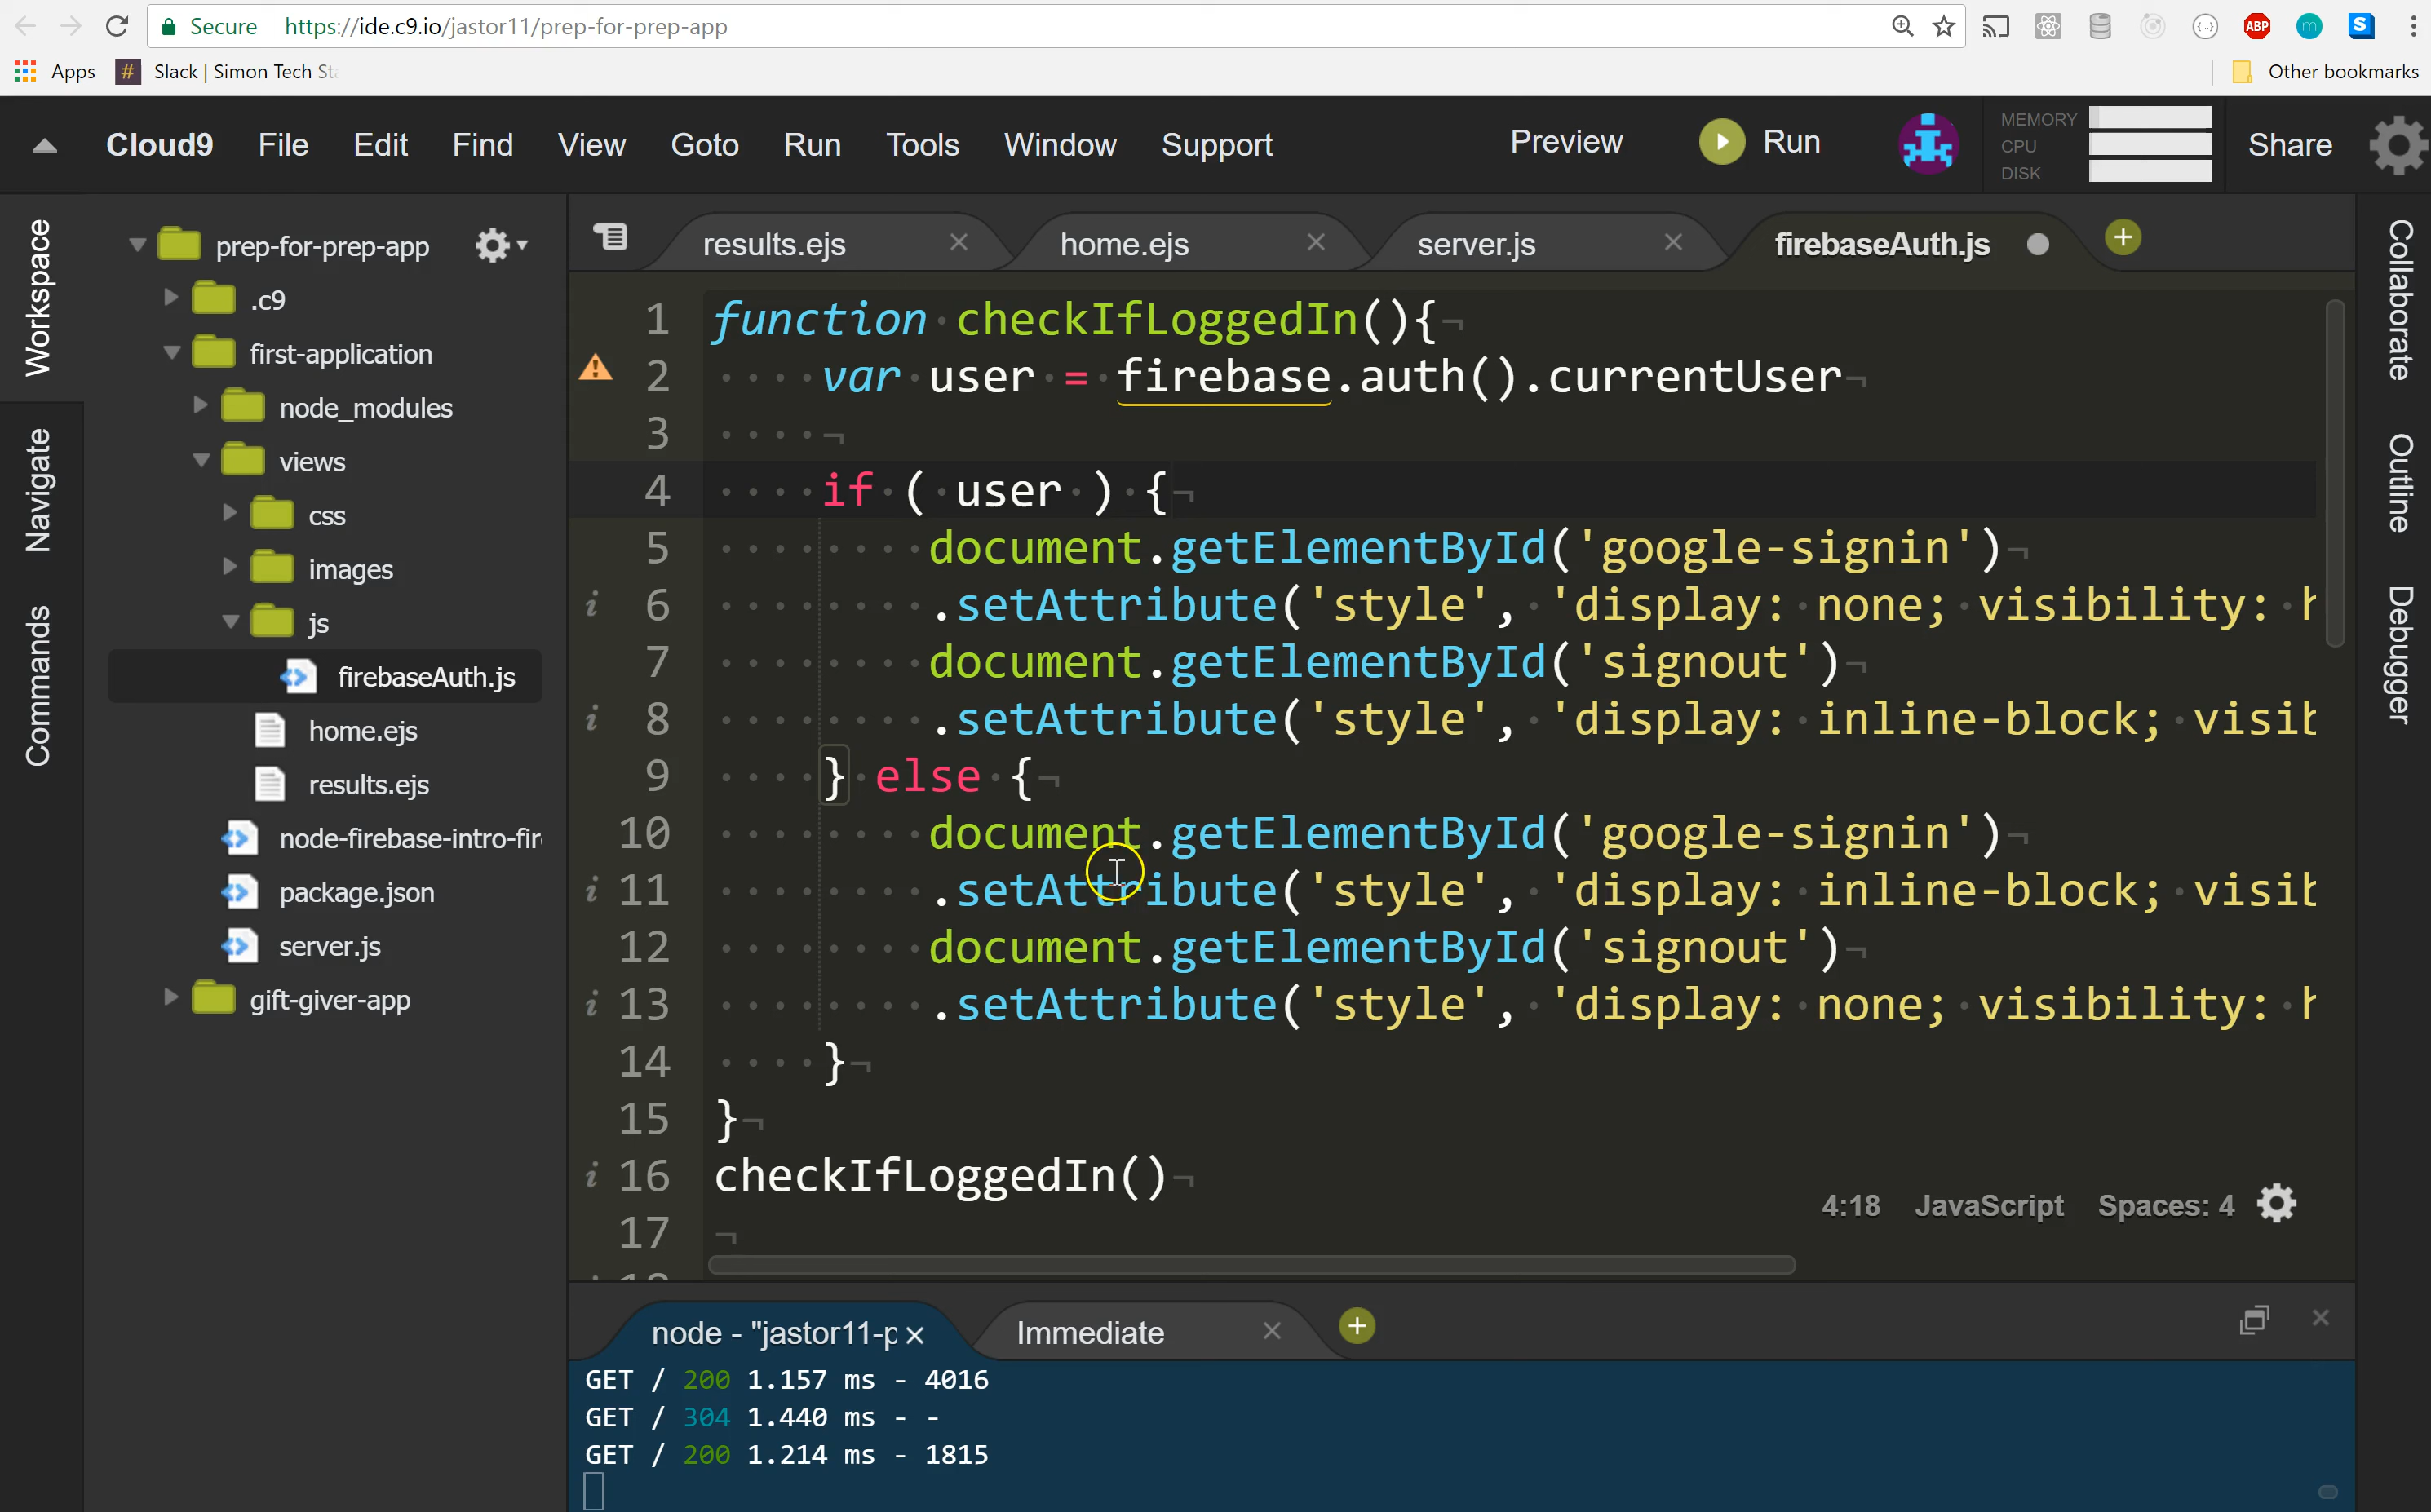 Secure https://ide.c9.io/jastor11/prep-for-prep-app
ABP m S
Apps # Slack | Simon Tech Sta
Other bookmarks
Cloud9 File Edit Find View Goto Run Tools Window Support Preview Run
MEMORY
CPU
DISK
Share
Workspace
Navigate
Commands
prep-for-prep-app
.c9
first-application
node_modules
views
css
images
js
firebaseAuth.js
home.ejs
results.ejs
node-firebase-intro-fir
package.json
server.js
gift-giver-app
results.ejs home.ejs server.js firebaseAuth.js
1 function checkIfLoggedIn(){
2 var user = firebase.auth().currentUser
3
4 if ( user ) {
5 document.getElementById('google-signin')
6 .setAttribute('style', 'display: none; visibility: h
7 document.getElementById('signout')
8 .setAttribute('style', 'display: inline-block; visib
9 } else {
10 document.getElementById('google-signin')
11 .setAttribute('style', 'display: inline-block; visib
12 document.getElementById('signout')
13 .setAttribute('style', 'display: none; visibility: h
14 }
15 }
16 checkIfLoggedIn()
17
4:18 JavaScript Spaces: 4
Collaborate
Outline
Debugger
node - "jastor11-p Immediate
GET / 200 1.157 ms - 4016
GET / 304 1.440 ms - -
GET / 200 1.214 ms - 1815